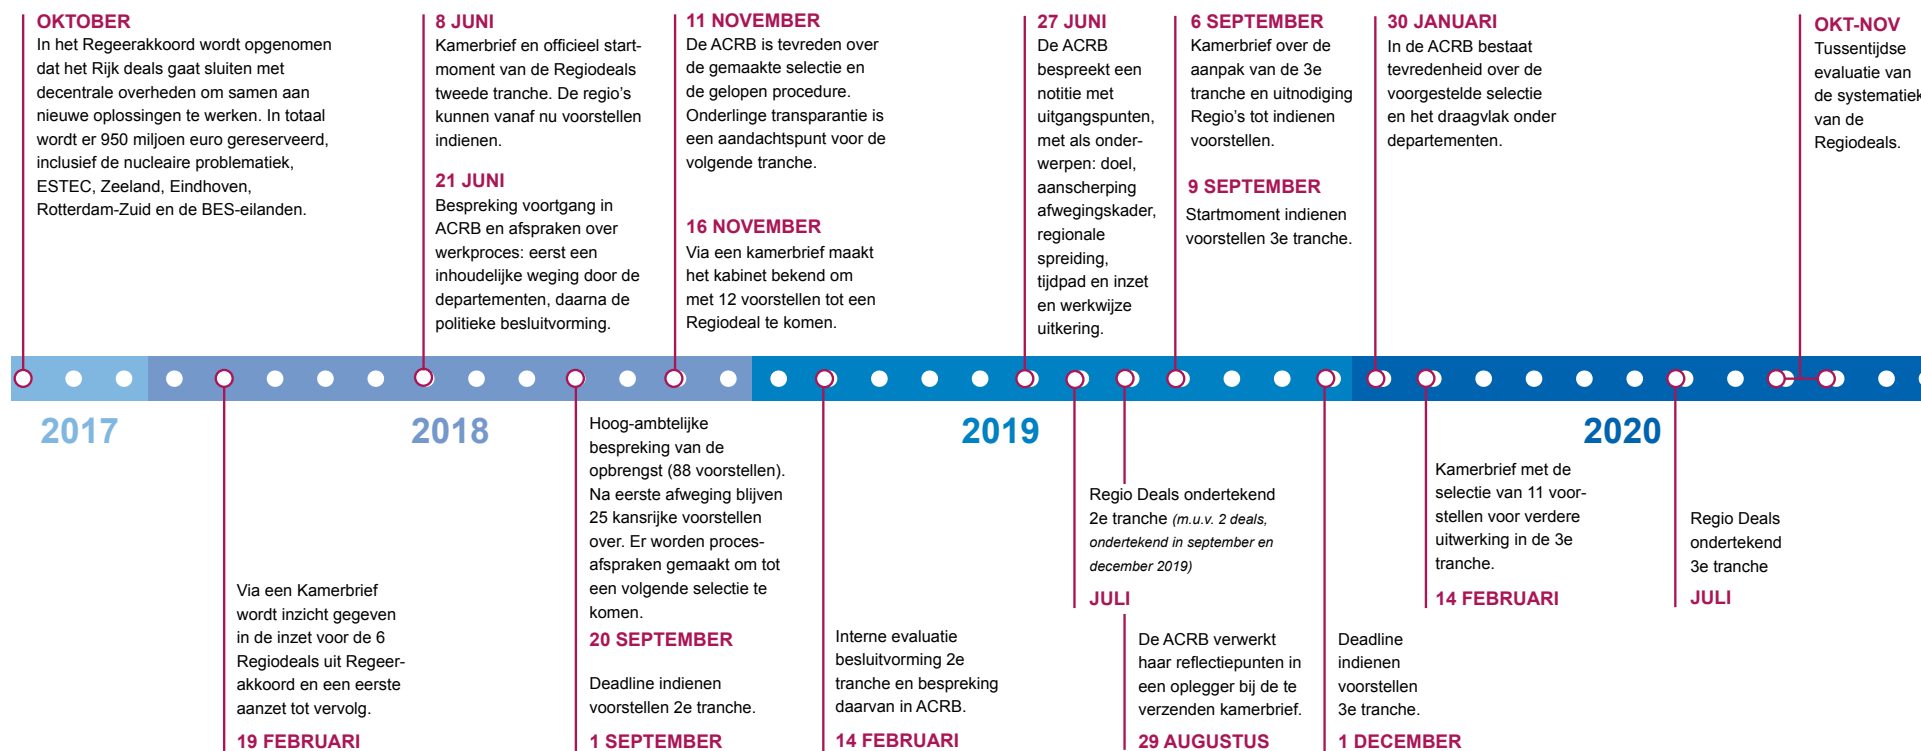 OKTOBER
In het Regeerakkoord wordt opgenomen
dat het Rijk deals gaat sluiten met
decentrale overheden om samen aan
nieuwe oplossingen te werken. In totaal
wordt er 950 miljoen euro gereserveerd,
inclusief de nucleaire problematiek,
ESTEC, Zeeland, Eindhoven,
Rotterdam-Zuid en de BES-eilanden.
8 JUNI
Kamerbrief en officieel start-
moment van de Regiodeals
tweede tranche. De regio's
kunnen vanaf nu voorstellen
indienen.
21 JUNI
Bespreking voortgang in
ACRB en afspraken over
werkproces: eerst een
inhoudelijke weging door de
departementen, daarna de
politieke besluitvorming.
11 NOVEMBER
De ACRB is tevreden over
de gemaakte selectie en
de gelopen procedure.
Onderlinge transparantie is
een aandachtspunt voor de
volgende tranche.
16 NOVEMBER
Via een kamerbrief maakt
het kabinet bekend om
met 12 voorstellen tot een
Regiodeal te komen.
27 JUNI
De ACRB
bespreekt een
notitie met
uitgangspunten,
met als onder-
werpen: doel,
aanscherping
afwegingskader,
regionale
spreiding,
tijdpad en inzet
en werkwijze
uitkering.
6 SEPTEMBER
Kamerbrief over de
aanpak van de 3e
tranche en uitnodiging
Regio's tot indienen
voorstellen.
9 SEPTEMBER
Startmoment indienen
voorstellen 3e tranche.
30 JANUARI
In de ACRB bestaat
tevredenheid over de
voorgestelde selectie
en het draagvlak onder
departementen.
OKT-NOV
Tussentijdse
evaluatie van
de systematiek
van de
Regiodeals.
2017
2018
2019
2020
Via een Kamerbrief
wordt inzicht gegeven
in de inzet voor de 6
Regiodeals uit Regeer-
akkoord en een eerste
aanzet tot vervolg.
19 FEBRUARI
Hoog-ambtelijke
bespreking van de
opbrengst (88 voorstellen).
Na eerste afweging blijven
25 kansrijke voorstellen
over. Er worden proces-
afspraken gemaakt om tot
een volgende selectie te
komen.
20 SEPTEMBER
Deadline indienen
voorstellen 2e tranche.
1 SEPTEMBER
Interne evaluatie
besluitvorming 2e
tranche en bespreking
daarvan in ACRB.
14 FEBRUARI
Regio Deals ondertekend
2e tranche (m.u.v. 2 deals,
ondertekend in september en
december 2019)
JULI
De ACRB verwerkt
haar reflectiepunten in
een oplegger bij de te
verzenden kamerbrief.
29 AUGUSTUS
Deadline
indienen
voorstellen
3e tranche.
1 DECEMBER
Kamerbrief met de
selectie van 11 voor-
stellen voor verdere
uitwerking in de 3e
tranche.
14 FEBRUARI
Regio Deals
ondertekend
3e tranche
JULI